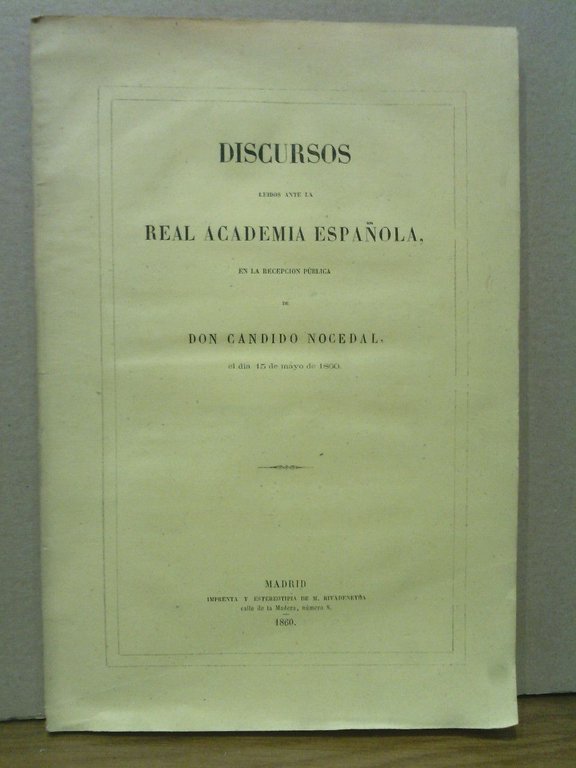 DISCURSOS
LEIDOS ANTE LA
REAL ACADEMIA ESPAÑOLA,
EN LA RECEPCION PÚBLICA
DE
DON CANDIDO NOCEDAL,
el dia 15 de mayo de 1860.
MADRID
IMPRENTA Y ESTEREOTIPIA DE M. RIVADENEYRA
calle de la Madera, número 8.
1860.